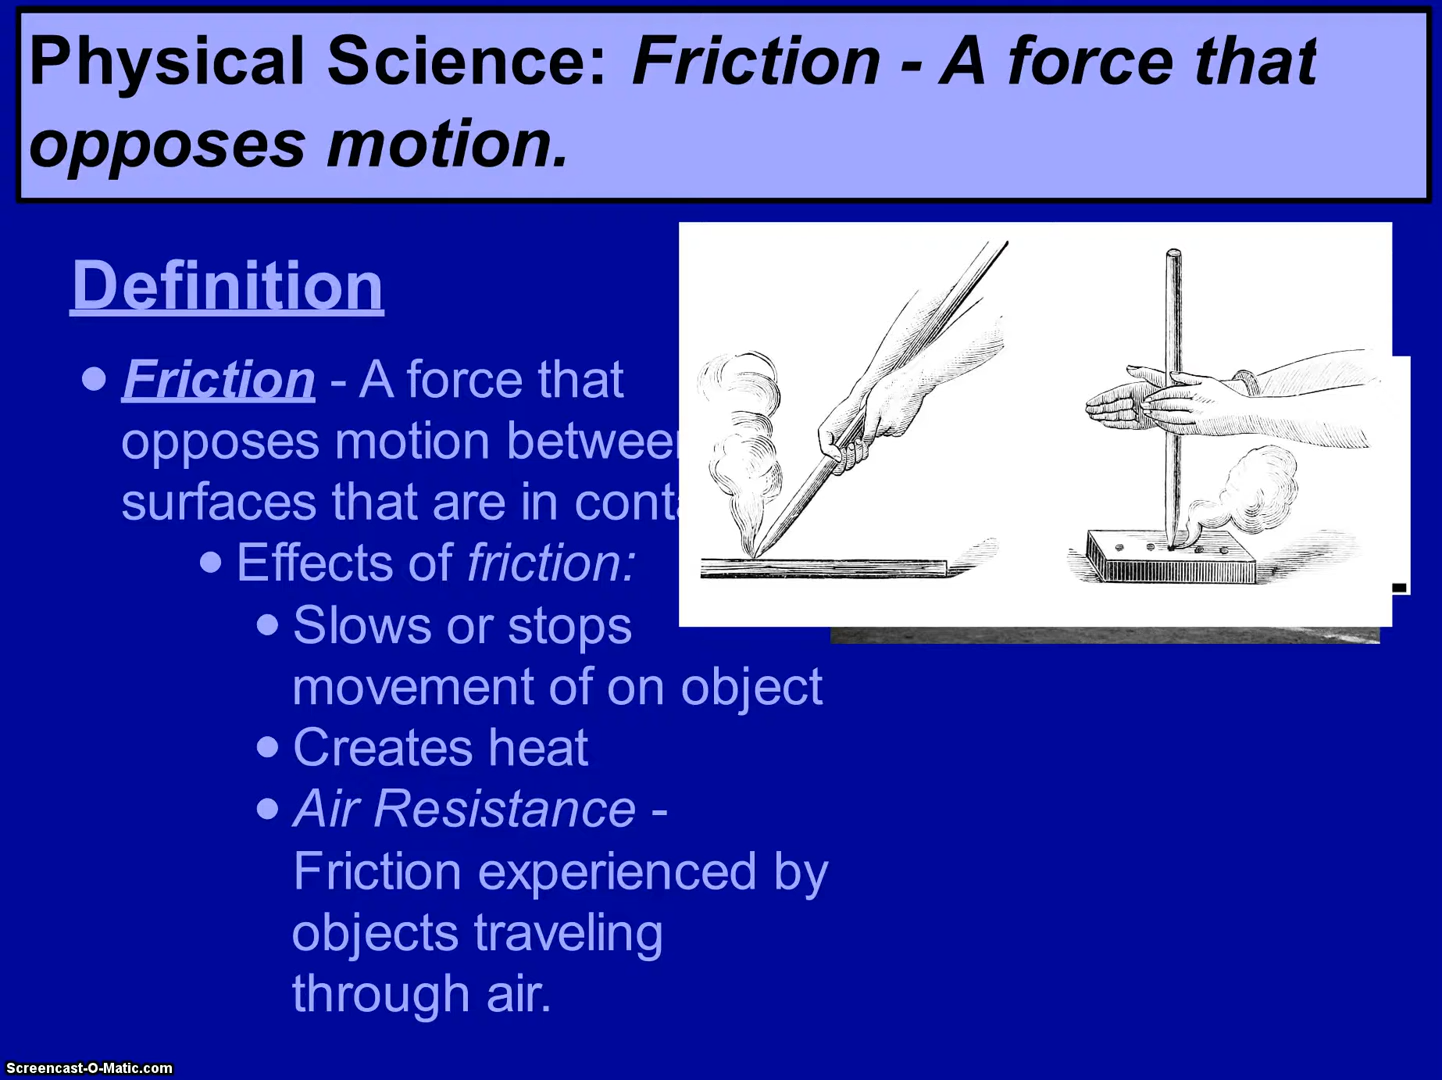 Physical Science: Friction - A force that
opposes motion.
Definition
● Friction - A force that
opposes motion
surfaces that are in
● Effects of friction:
● Slows or stops
movement of on object
● Creates heat
● Air Resistance -
Friction experienced by
objects traveling
through air.
Screencast-O-Matic.com